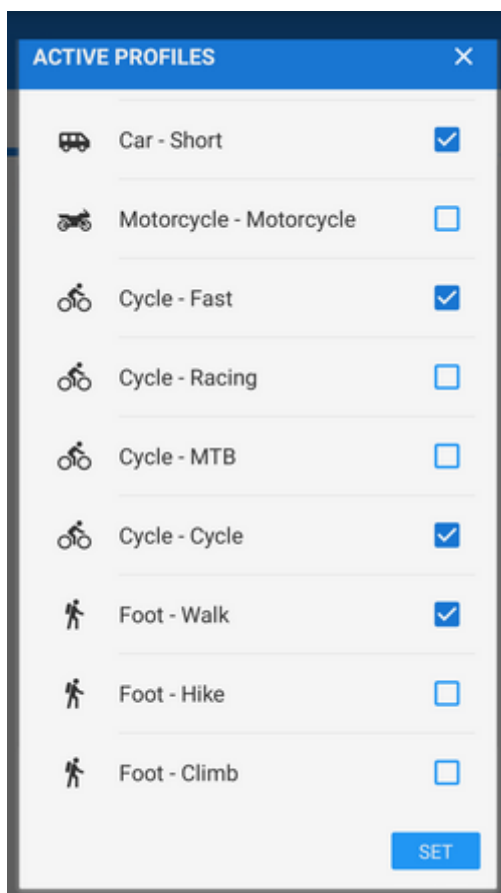 ACTIVE PROFILES
Car - Short
Motorcycle - Motorcycle
Cycle - Fast
Cycle - Racing
Cycle - MTB
Cycle - Cycle
Foot - Walk
Foot - Hike
Foot - Climb
SET